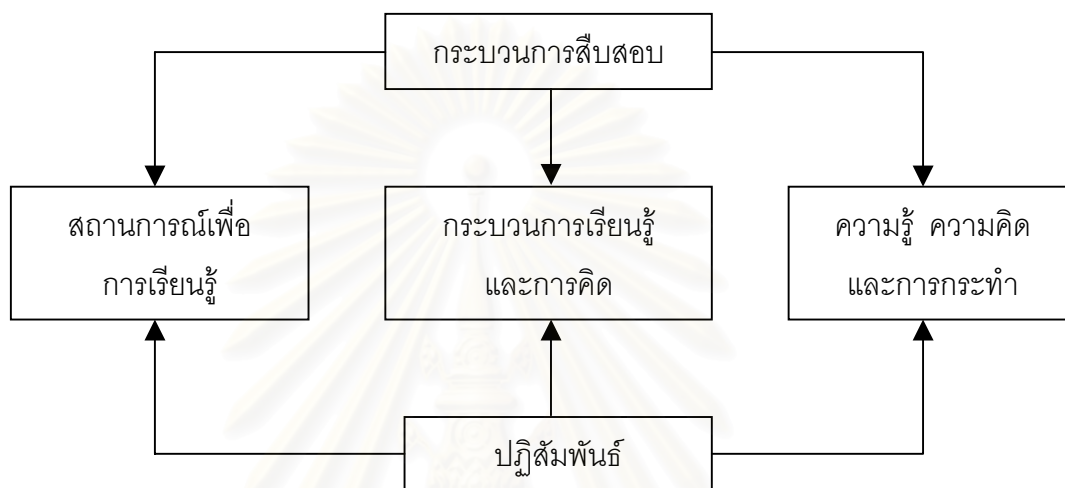 กระบวนการสืบสอบ
สถานการณ์เพื่อ
การเรียนรู้
กระบวนการเรียนรู้
และการคิด
ความรู้ ความคิด
และการกระทำ
ปฏิสัมพันธ์